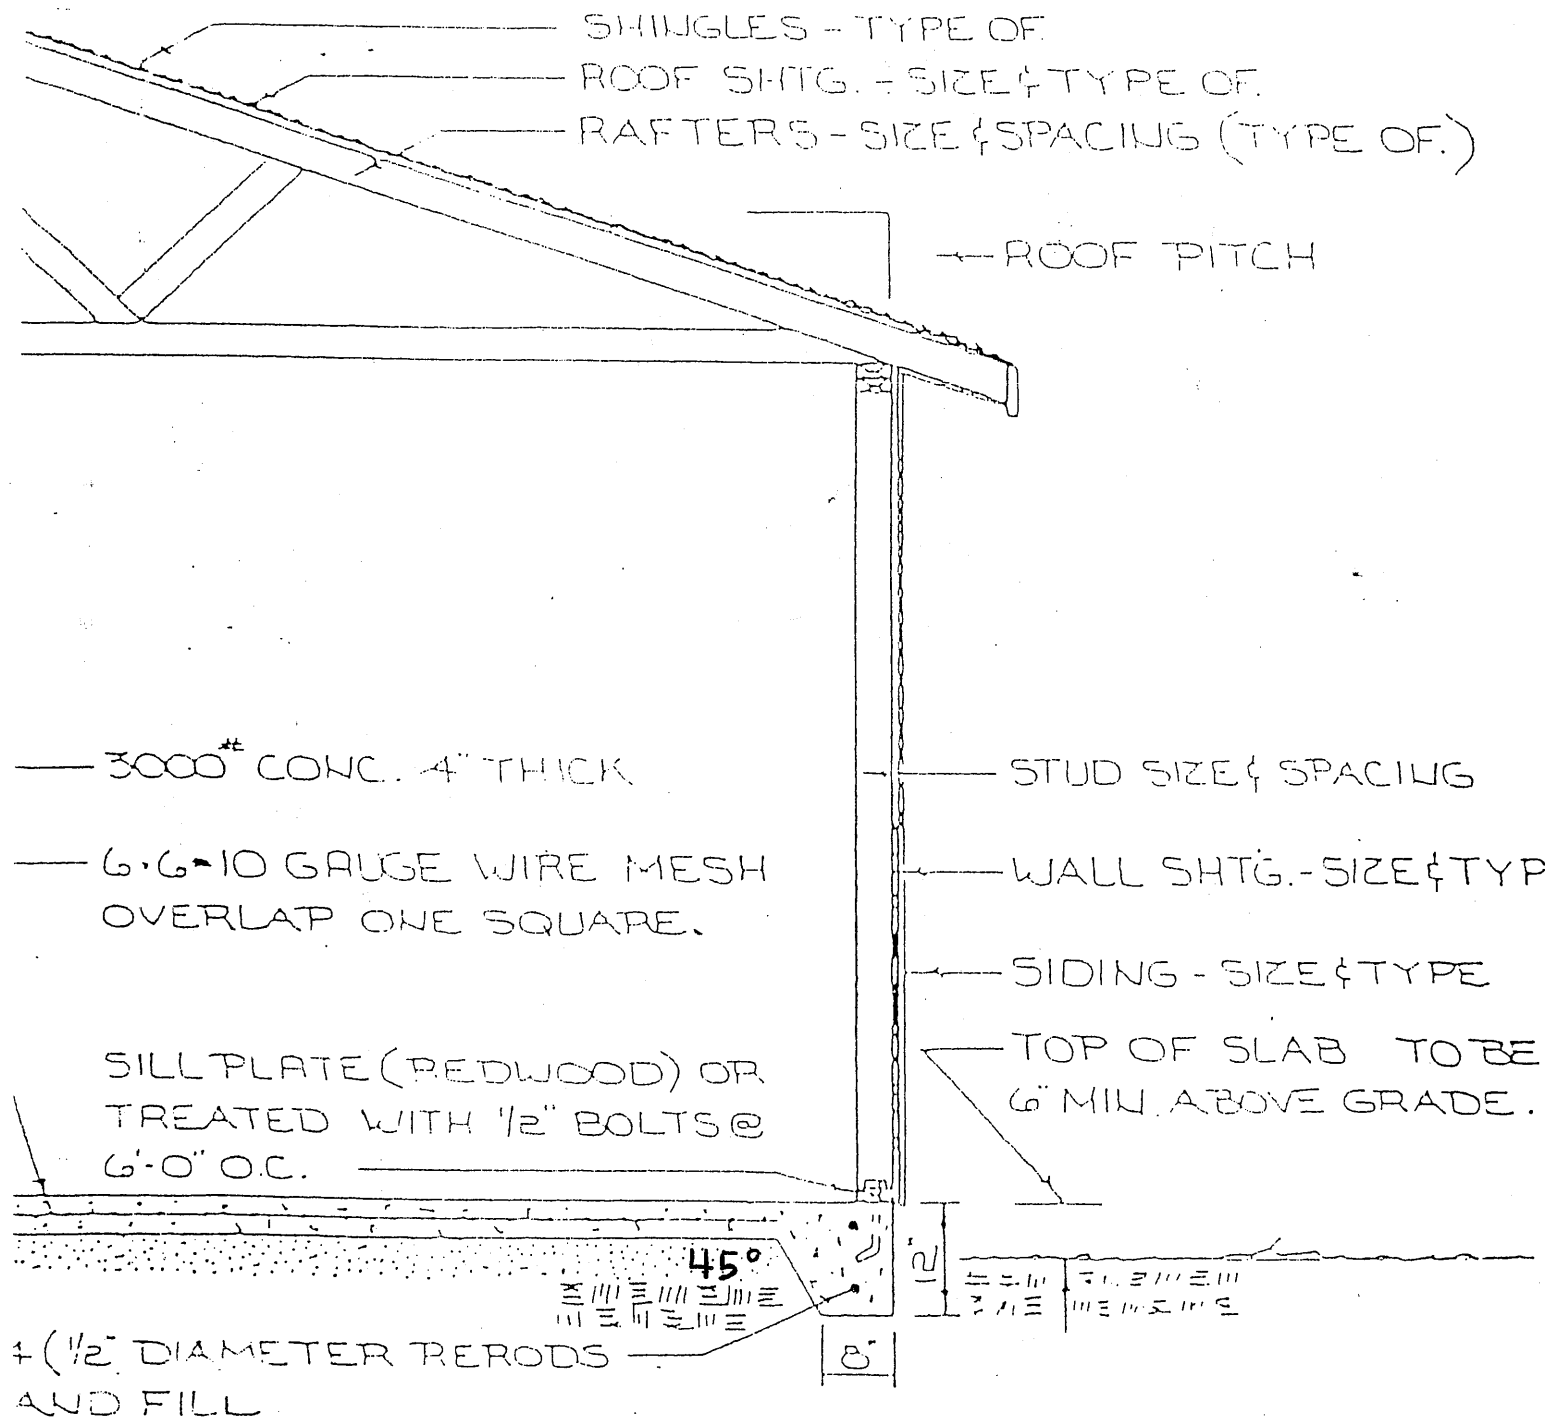 SHINGLES - TYPE OF.
ROOF SHTG. - SIZE & TYPE OF.
RAFTERS - SIZE & SPACING (TYPE OF.)
ROOF PITCH
3000# CONC. 4" THICK
6·6-10 GAUGE WIRE MESH
OVERLAP ONE SQUARE.
SILL PLATE (REDWOOD) OR
TREATED WITH 1/2" BOLTS @
6'-0" O.C.
STUD SIZE & SPACING
WALL SHTG. - SIZE & TYP
SIDING - SIZE & TYPE
TOP OF SLAB TO BE
6" MIN. ABOVE GRADE.
45°
12"
8"
(1/2" DIAMETER RERODS
AND FILL